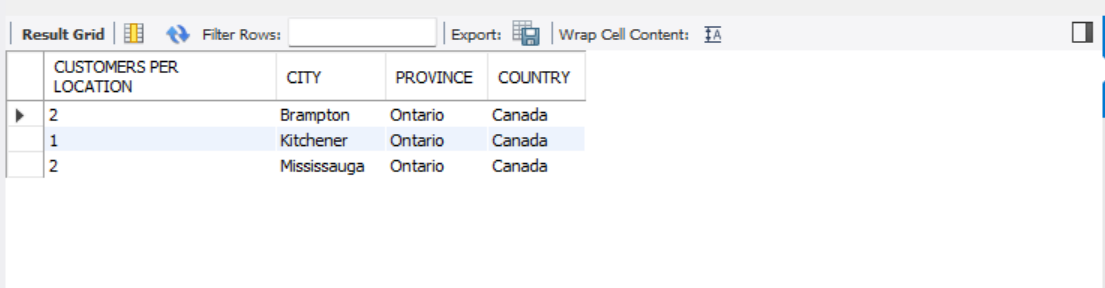 Result Grid Filter Rows: Export: Wrap Cell Content: IA
CUSTOMERS PER
LOCATION CITY PROVINCE COUNTRY
2 Brampton Ontario Canada
1 Kitchener Ontario Canada
2 Mississauga Ontario Canada